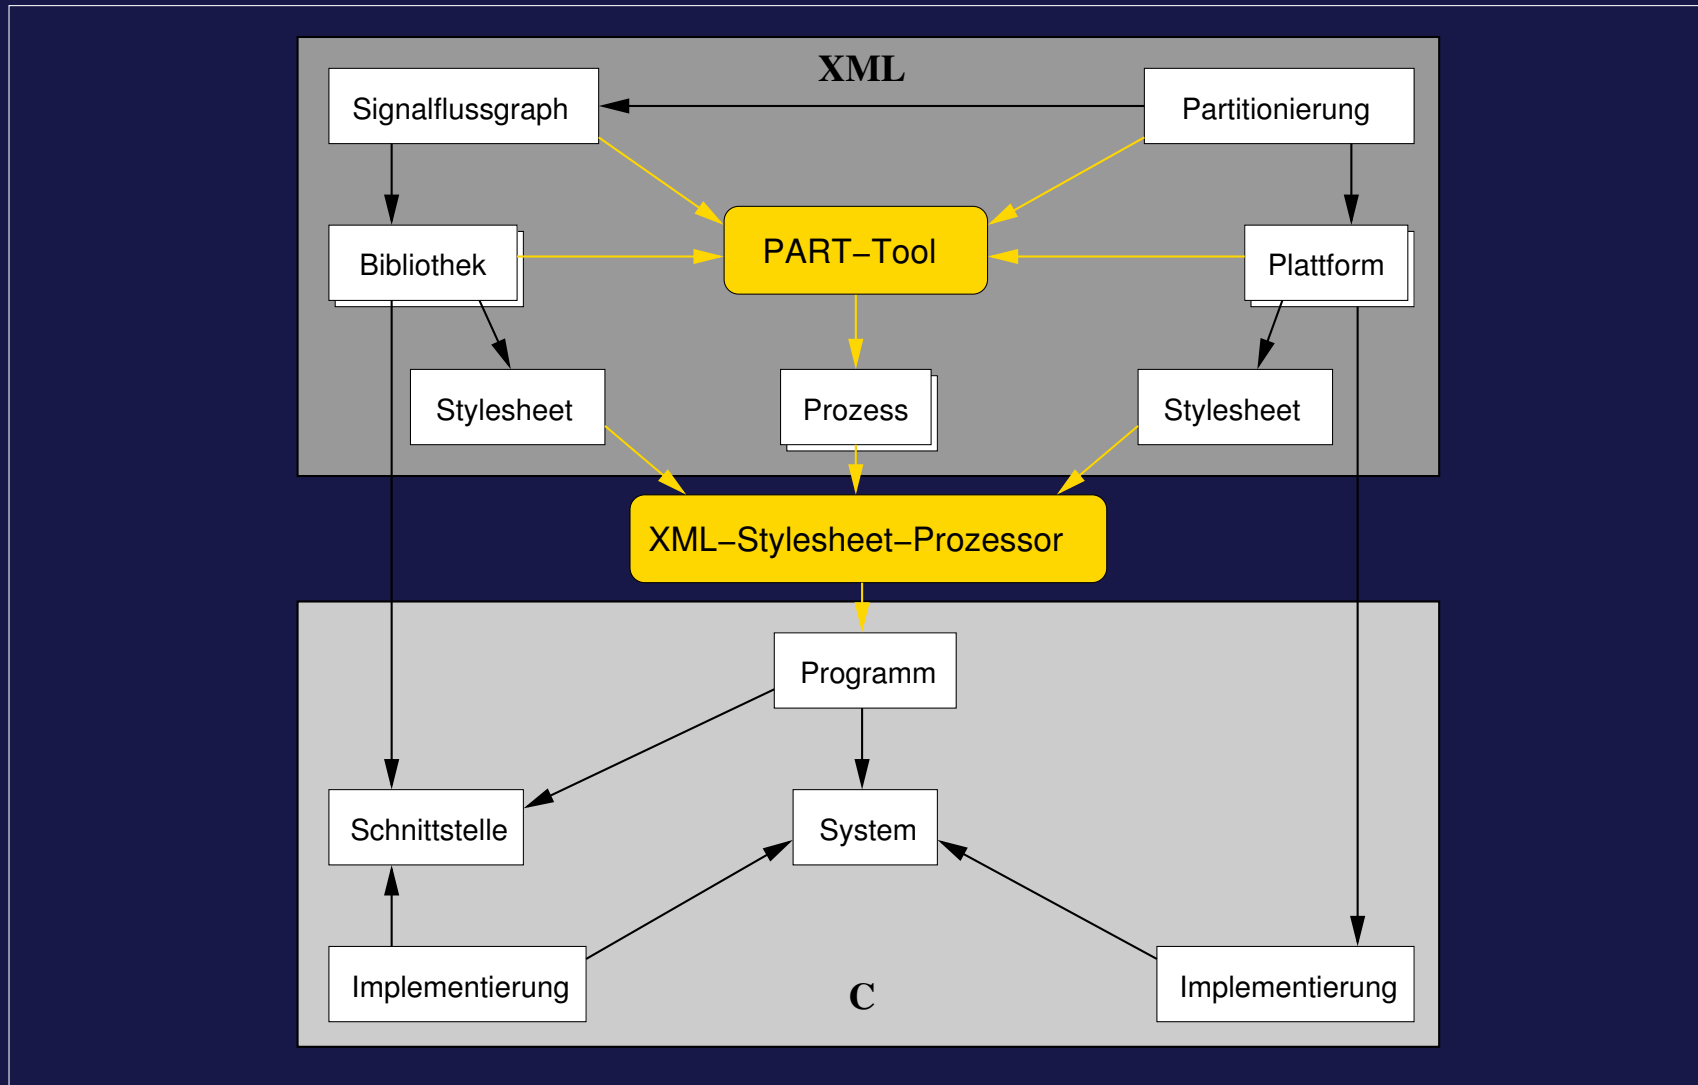 XML
Signalflussgraph
Partitionierung
PART–Tool
Bibliothek
Plattform
Stylesheet
Prozess
Stylesheet
XML–Stylesheet–Prozessor
Programm
Schnittstelle
System
Implementierung
Implementierung
C